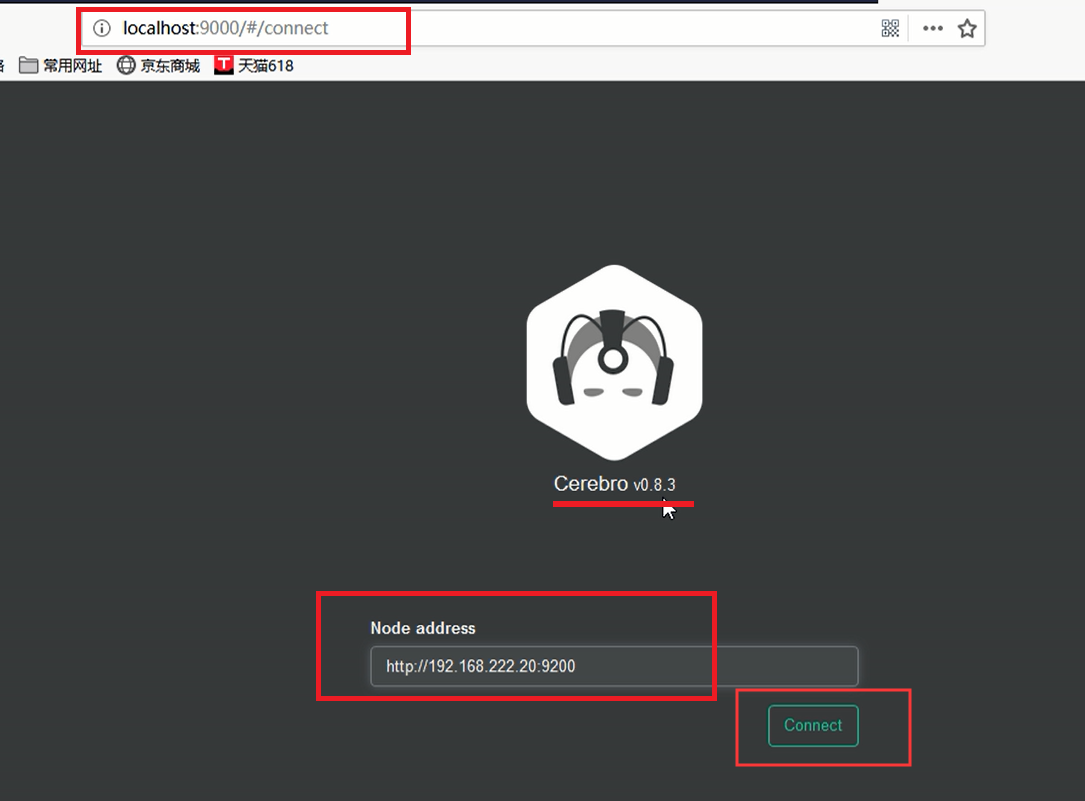 localhost:9000/#/connect
常用网址 京东商城 T 天猫618
Cerebro v0.8.3
Node address
http://192.168.222.20:9200
Connect